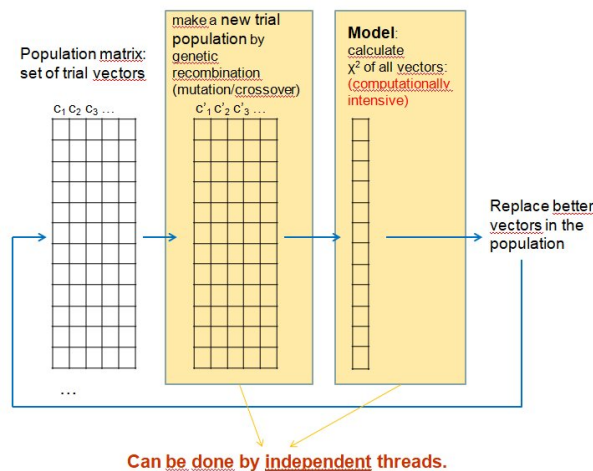 Population matrix:
set of trial vectors
c₁ c₂ c₃ ...
...
make a new trial
population by
genetic
recombination
(mutation/crossover)
c'₁ c'₂ c'₃ ...
Model:
calculate
χ² of all vectors:
(computationally
intensive)
Replace better
vectors in the
population
Can be done by independent threads.